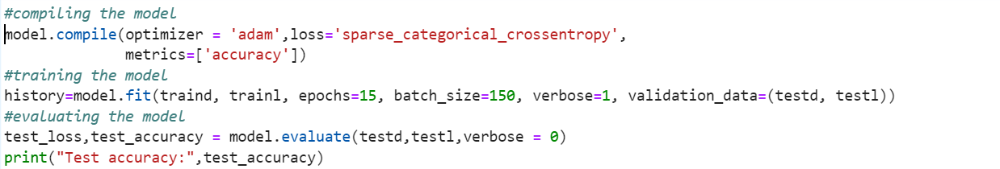 #compiling the model
model.compile(optimizer = 'adam',loss='sparse_categorical_crossentropy',
              metrics=['accuracy'])
#training the model
history=model.fit(traind, trainl, epochs=15, batch_size=150, verbose=1, validation_data=(testd, testl))
#evaluating the model
test_loss,test_accuracy = model.evaluate(testd,testl,verbose = 0)
print("Test accuracy:",test_accuracy)